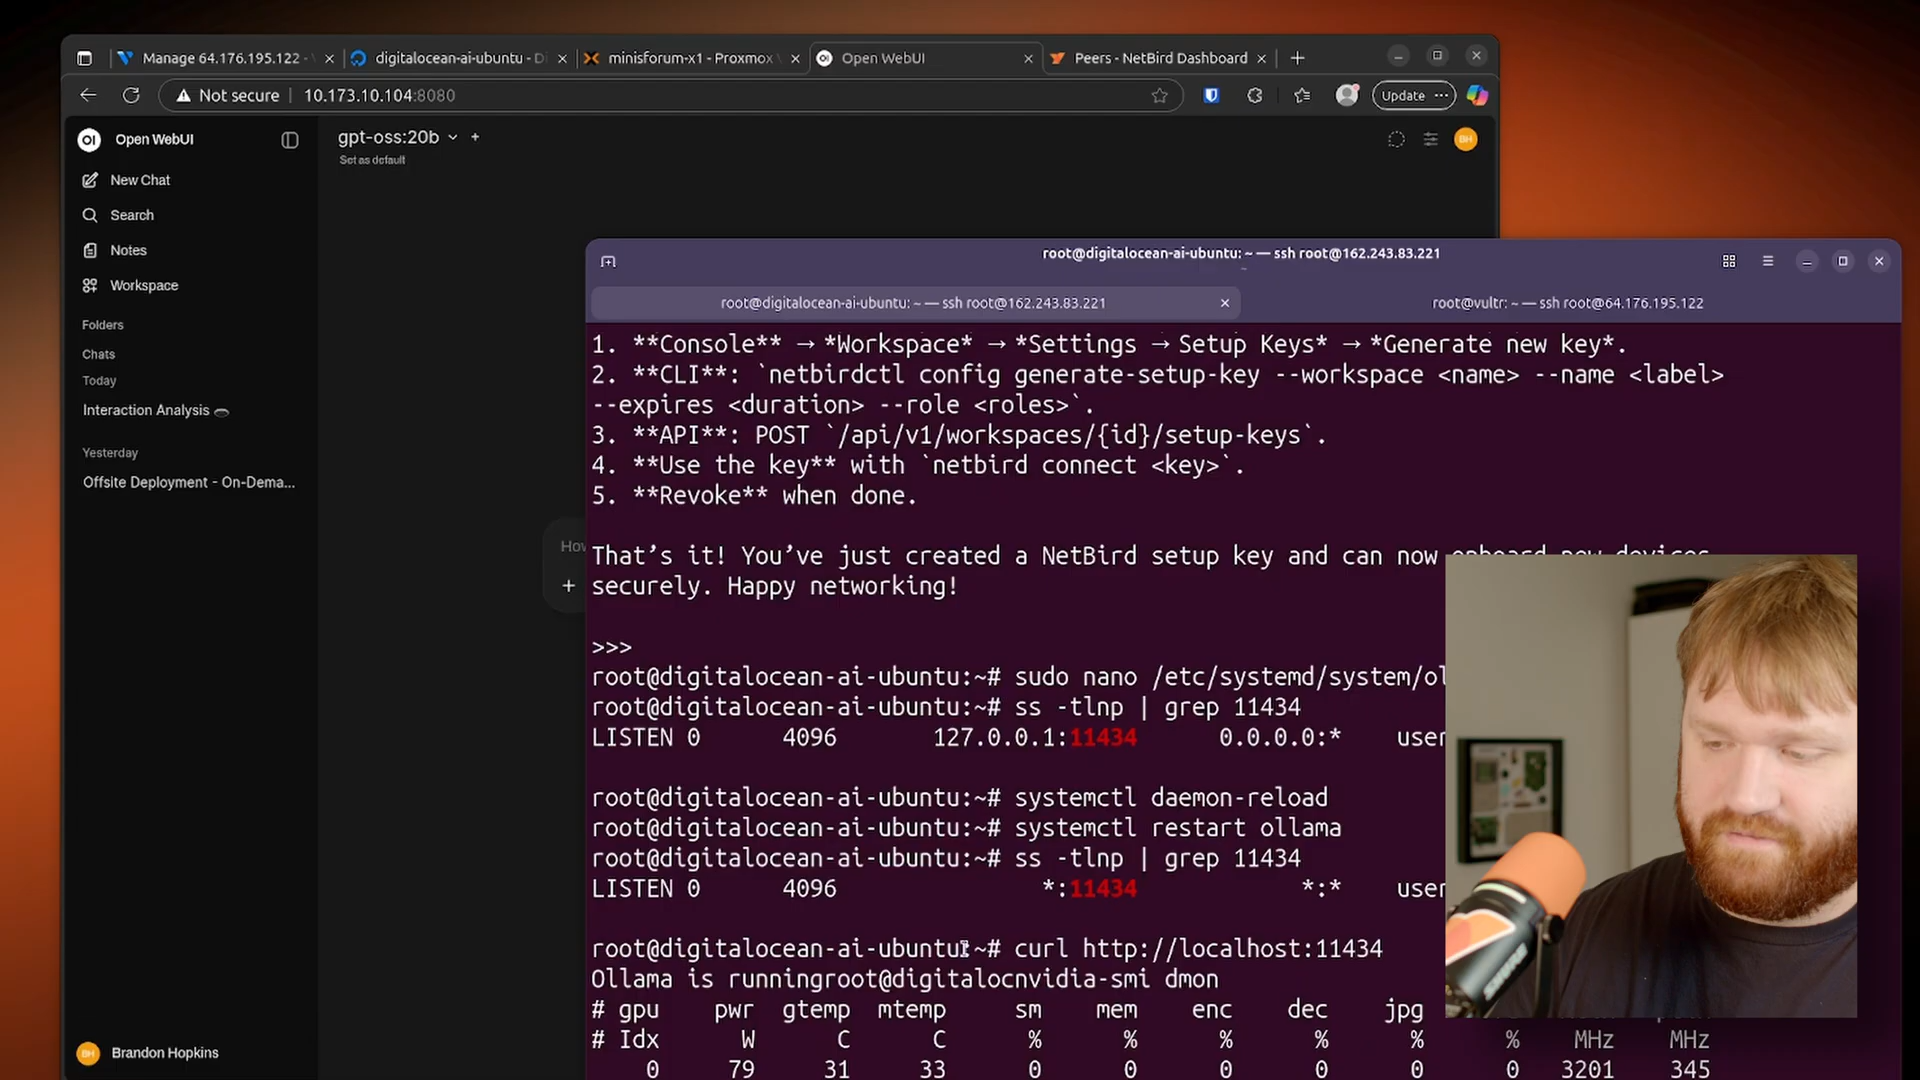 Manage 64.176.195.122 -
digitalocean-ai-ubuntu - Di
minisforum-x1 - Proxmox V
Open WebUI
Peers - NetBird Dashboard
Not secure
10.173.10.104:8080
Update
OI
Open WebUI
gpt-oss:20b
Set as default
BH
New Chat
Search
Notes
Workspace
Folders
Chats
Today
Interaction Analysis
Yesterday
Offsite Deployment - On-Dema...
How
BH
Brandon Hopkins
root@digitalocean-ai-ubuntu: ~ — ssh root@162.243.83.221
root@digitalocean-ai-ubuntu: ~ — ssh root@162.243.83.221
root@vultr: ~ — ssh root@64.176.195.122
1. **Console** → *Workspace* → *Settings → Setup Keys* → *Generate new key*.
2. **CLI**: `netbirdctl config generate-setup-key --workspace <name> --name <label>
--expires <duration> --role <roles>`.
3. **API**: POST `/api/v1/workspaces/{id}/setup-keys`.
4. **Use the key** with `netbird connect <key>`.
5. **Revoke** when done.
That’s it! You’ve just created a NetBird setup key and can now onboard new devices
securely. Happy networking!
>>>
root@digitalocean-ai-ubuntu:~# sudo nano /etc/systemd/system/ol
root@digitalocean-ai-ubuntu:~# ss -tlnp | grep 11434
LISTEN 0 4096 127.0.0.1:11434 0.0.0.0:* user
root@digitalocean-ai-ubuntu:~# systemctl daemon-reload
root@digitalocean-ai-ubuntu:~# systemctl restart ollama
root@digitalocean-ai-ubuntu:~# ss -tlnp | grep 11434
LISTEN 0 4096 *:11434 *:* user
root@digitalocean-ai-ubuntu:~# curl http://localhost:11434
Ollama is runningroot@digitalocnvidia-smi dmon
# gpu pwr gtemp mtemp sm mem enc dec jpg
# Idx W C C % % % % % % MHz MHz
0 79 31 33 0 0 0 0 0 0 3201 345